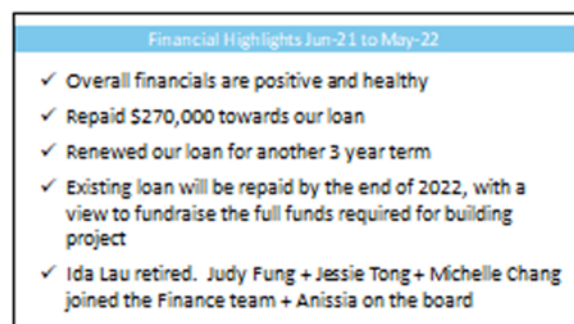 Financial Highlights Jun-21 to May-22
✓ Overall financials are positive and healthy
✓ Repaid $270,000 towards our loan
✓ Renewed our loan for another 3 year term
✓ Existing loan will be repaid by the end of 2022, with a
view to fundraise the full funds required for building
project
✓ Ida Lau retired. Judy Fung + Jessie Tong + Michelle Chang
joined the Finance team + Anissia on the board